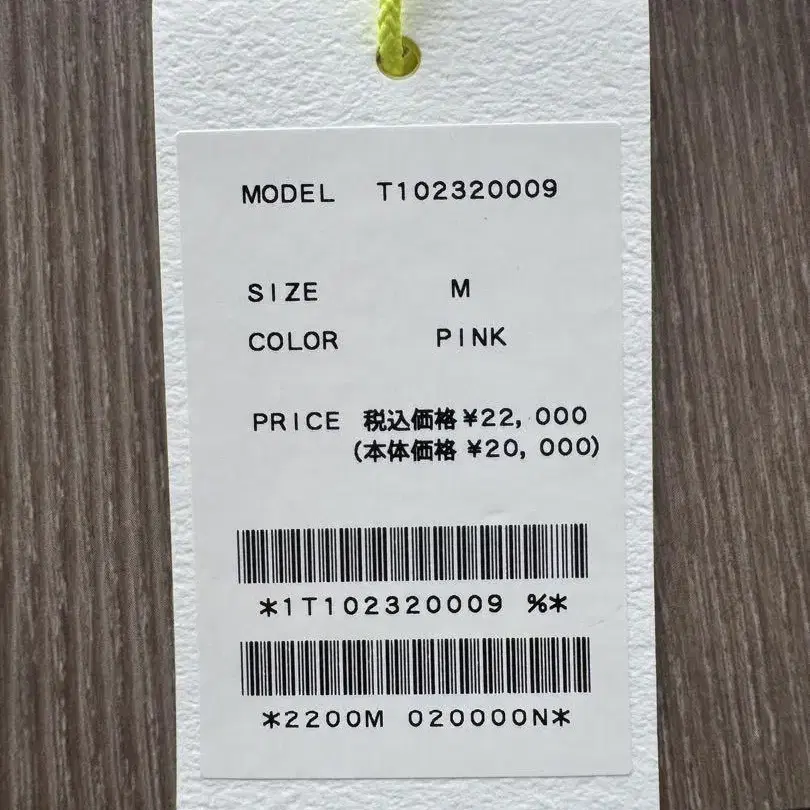 MODEL T102320009
SIZE M
COLOR PINK
PRICE 税込価格 ¥22,000
(本体価格 ¥20,000)
*1T102320009 %*
*2200M 020000N*